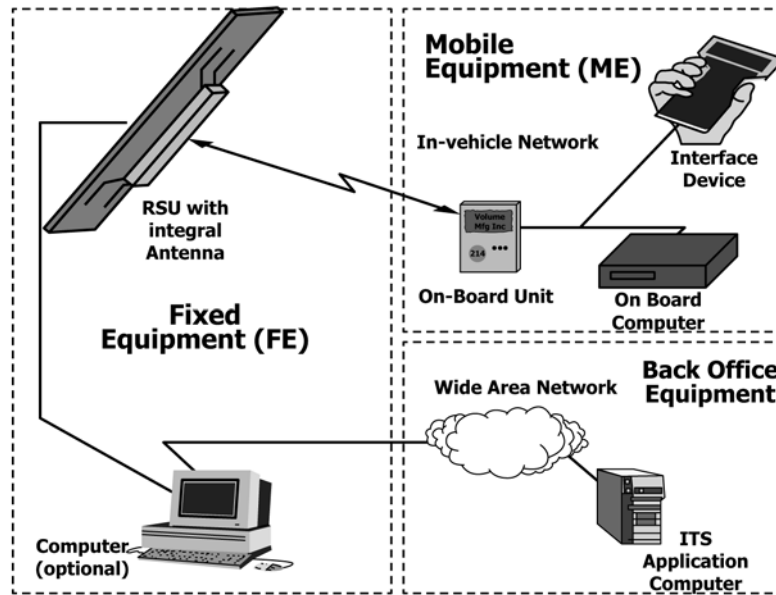 RSU with
integral
Antenna
Fixed
Equipment (FE)
Computer
(optional)
Mobile
Equipment (ME)
In-vehicle Network
Interface
Device
Volume
Mfg Inc
214
On-Board Unit
On Board
Computer
Back Office
Equipment
Wide Area Network
ITS
Application
Computer